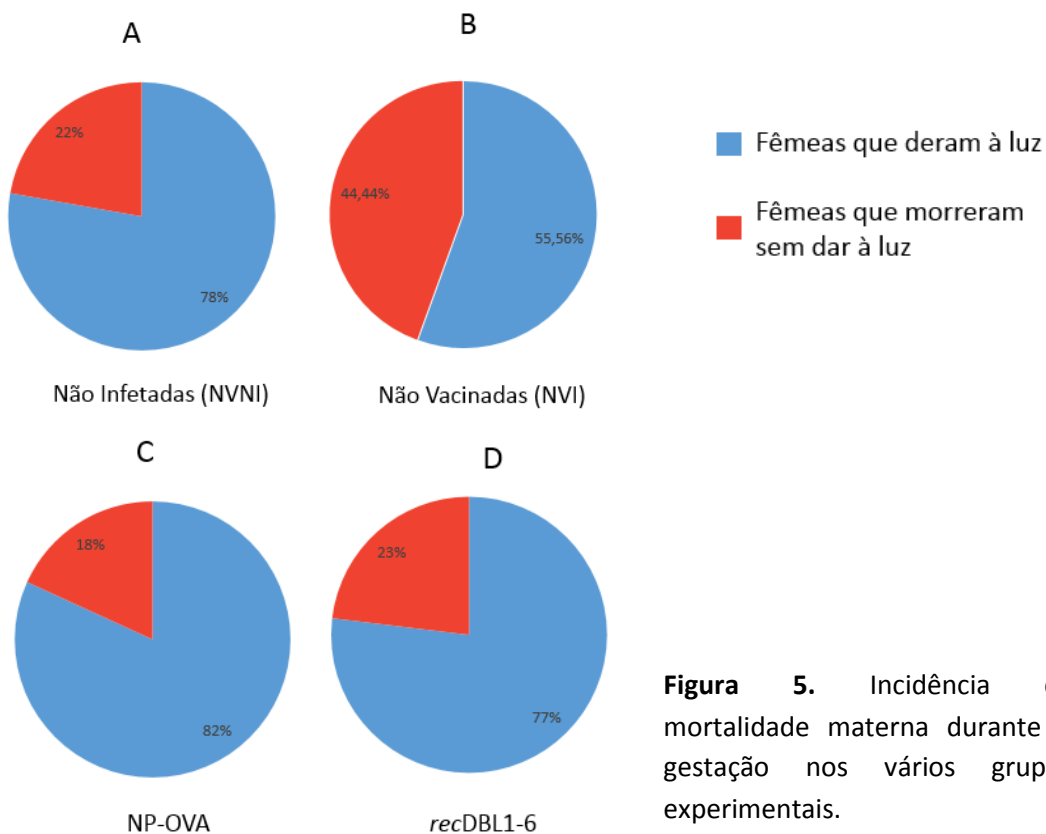 A
22%
78%
Não Infetadas (NVNI)
B
44,44%
55,56%
Não Vacinadas (NVI)
Fêmeas que deram à luz
Fêmeas que morreram
sem dar à luz
C
18%
82%
NP-OVA
D
23%
77%
recDBL1-6
Figura 5. Incidência
mortalidade materna durante
gestação nos vários
experimentais.